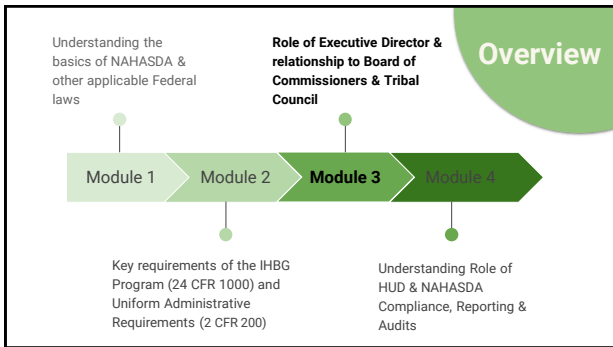 Understanding the
basics of NAHASDA &
other applicable Federal
laws
Role of Executive Director &
relationship to Board of
Commissioners & Tribal
Council
Overview
Module 1
Module 2
Module 3
Module 4
Key requirements of the IHBG
Program (24 CFR 1000) and
Uniform Administrative
Requirements (2 CFR 200)
Understanding Role of
HUD & NAHASDA
Compliance, Reporting &
Audits